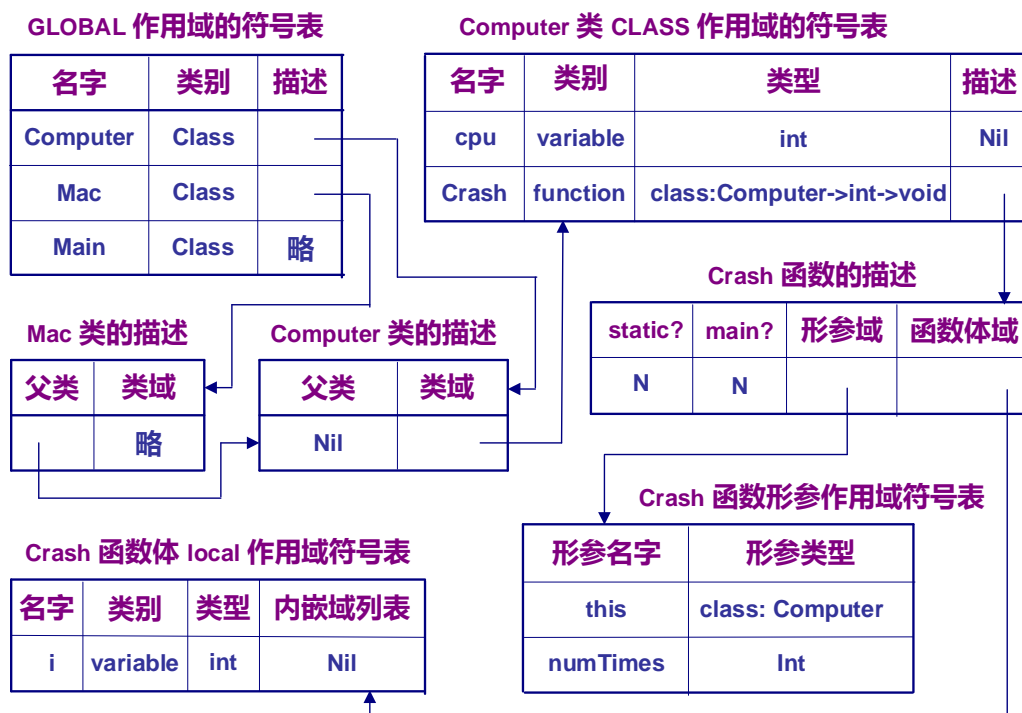 GLOBAL 作用域的符号表
名字 类别 描述
Computer Class
Mac Class
Main Class 略
Computer 类 CLASS 作用域的符号表
名字 类别 类型 描述
cpu variable int Nil
Crash function class:Computer->int->void
Crash 函数的描述
static? main? 形参域 函数体域
N N
Mac 类的描述
父类 类域
略
Computer 类的描述
父类 类域
Nil
Crash 函数形参作用域符号表
形参名字 形参类型
this class: Computer
numTimes Int
Crash 函数体 local 作用域符号表
名字 类别 类型 内嵌域列表
i variable int Nil